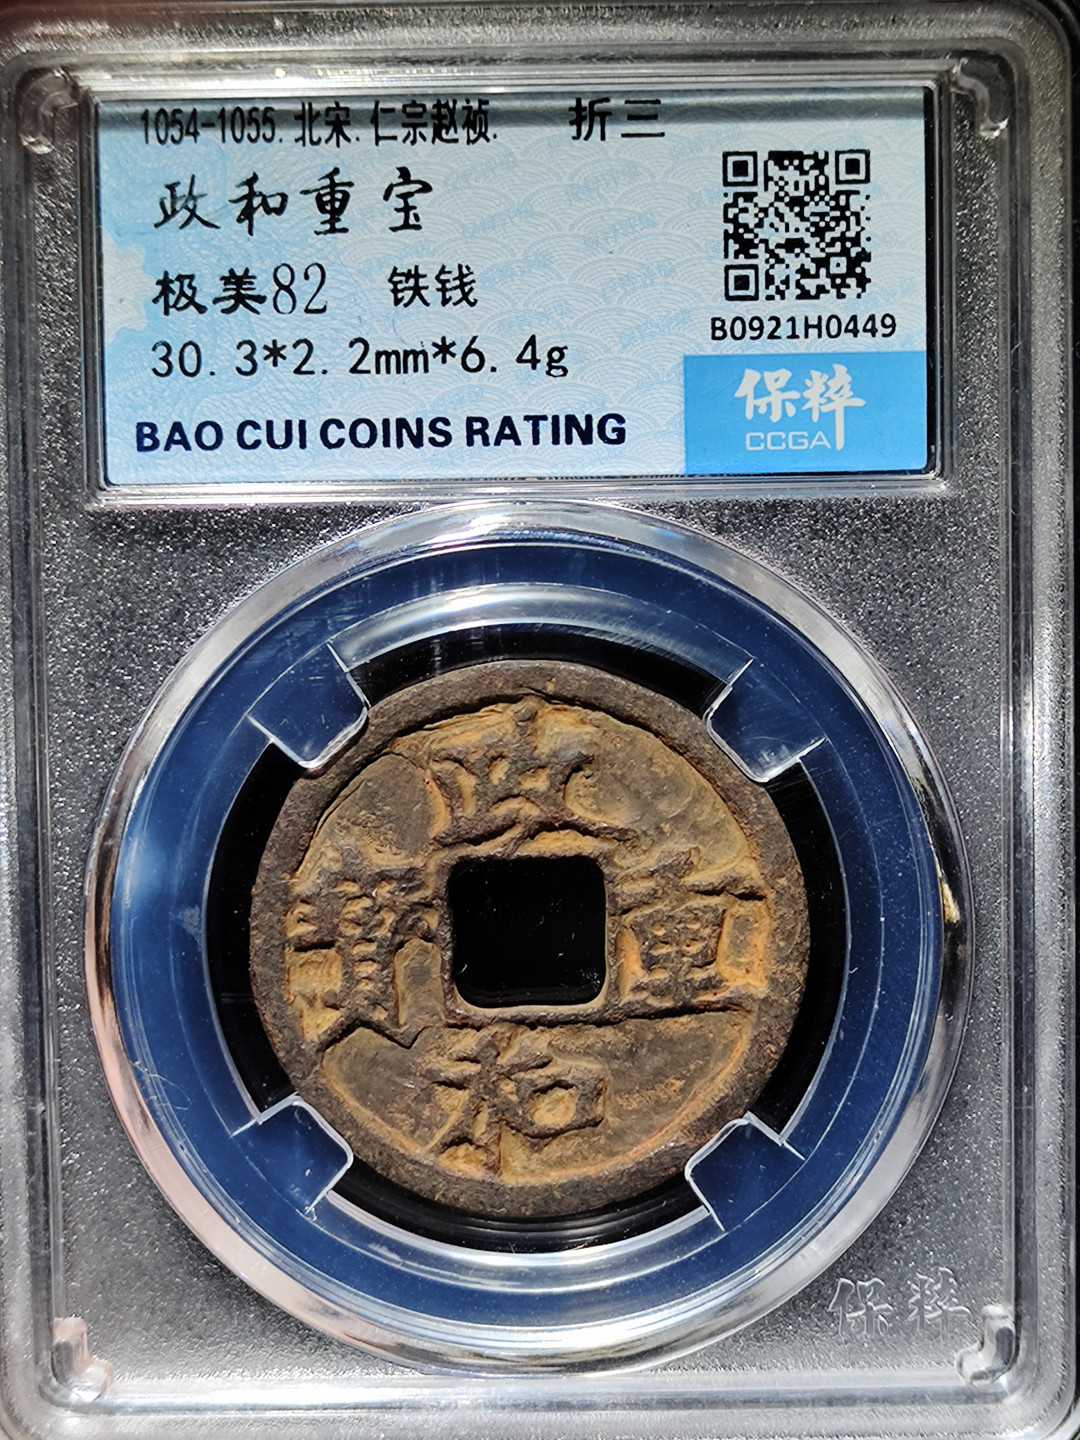 1054-1055. 北宋. 仁宗赵祯. 折三
政和重宝
极美82 铁钱
30.3*2.2mm*6.4g
BAO CUI COINS RATING
B0921H0449
保粹
CCGA
政
寳 重
和
保粹